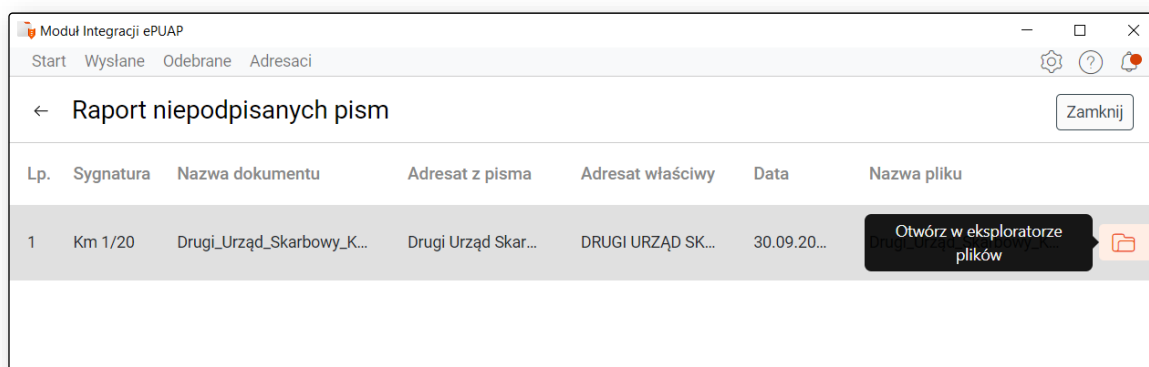 Moduł Integracji ePUAP
Start Wysłane Odebrane Adresaci
Raport niepodpisanych pism
Zamknij
Lp. Sygnatura Nazwa dokumentu Adresat z pisma Adresat właściwy Data Nazwa pliku
1 Km 1/20 Drugi_Urząd_Skarbowy_K... Drugi Urząd Skar... DRUGI URZĄD SK... 30.09.20...
Otwórz w eksploratorze
plików